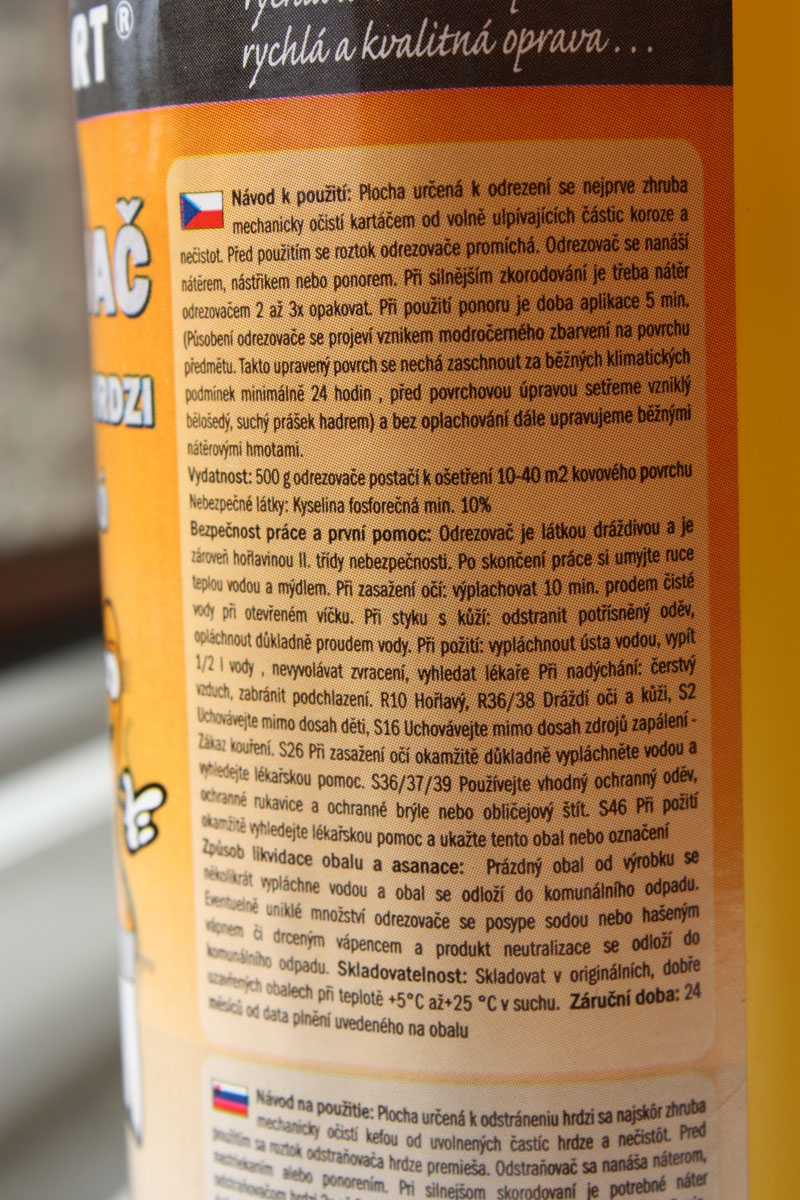 RT®
rychlá a kvalitná oprava...
AČ
RDZI
Návod k použití: Plocha určená k odrezení se nejprve zhruba
mechanicky očistí kartáčem od volně ulpívajících částic koroze a
nečistot. Před použitím se roztok odrezovače promíchá. Odrezovač se nanáší
nátěrem, nástřikem nebo ponorem. Při silnějším zkorodování je třeba nátěr
odrezovačem 2 až 3x opakovat. Při použití ponoru je doba aplikace 5 min.
(Působení odrezovače se projeví vznikem modročerného zbarvení na povrchu
předmětu. Takto upravený povrch se nechá zaschnout za běžných klimatických
podmínek minimálně 24 hodin , před povrchovou úpravou setřeme vzniklý
bělošedý, suchý prášek hadrem) a bez oplachování dále upravujeme běžnými
nátěrovými hmotami.
Vydatnost: 500 g odrezovače postačí k ošetření 10-40 m2 kovového povrchu
Nebezpečné látky: Kyselina fosforečná min. 10%
Bezpečnost práce a první pomoc: Odrezovač je látkou dráždivou a je
zároveň hořlavinou II. třídy nebezpečnosti. Po skončení práce si umyjte ruce
teplou vodou a mýdlem. Při zasažení očí: výplachovat 10 min. prodem čisté
vody při otevřeném víčku. Při styku s kůží: odstranit potřísněný oděv,
opláchnout důkladně proudem vody. Při požití: vypláchnout ústa vodou, vypít
1/2 l vody , nevyvolávat zvracení, vyhledat lékaře Při nadýchání: čerstvý
vzduch, zabránit podchlazení. R10 Hořlavý, R36/38 Dráždí oči a kůži, S2
Uchovávejte mimo dosah děti, S16 Uchovávejte mimo dosah zdrojů zapálení -
Zákaz kouření. S26 Při zasažení očí okamžitě důkladně vypláchněte vodou a
vyhledejte lékařskou pomoc. S36/37/39 Používejte vhodný ochranný oděv,
ochranné rukavice a ochranné brýle nebo obličejový štít. S46 Při požití
okamžitě vyhledejte lékařskou pomoc a ukažte tento obal nebo označení
Způsob likvidace obalu a asanace: Prázdný obal od výrobku se
několikrát vypláchne vodou a obal se odloží do komunálního odpadu.
Eventuelně uniklé množství odrezovače se posype sodou nebo hašeným
vápnem či drceným vápencem a produkt neutralizace se odloží do
komunálního odpadu. Skladovatelnost: Skladovat v originálních, dobře
uzavřených obalech při teplotě +5°C až+25 °C v suchu. Záruční doba: 24
měsíců od data plnění uvedeného na obalu
Návod na použitie: Plocha určená k odstráneniu hrdzi sa najskôr zhruba
mechanicky očistí kefou od uvolnených častíc hrdze a nečistôt. Pred
použitím sa roztok odstraňovača hrdze premieša. Odstraňovač sa nanáša náterom,
nastriekaním alebo ponorením. Pri silnejšom skorodovaní je potrebné náter